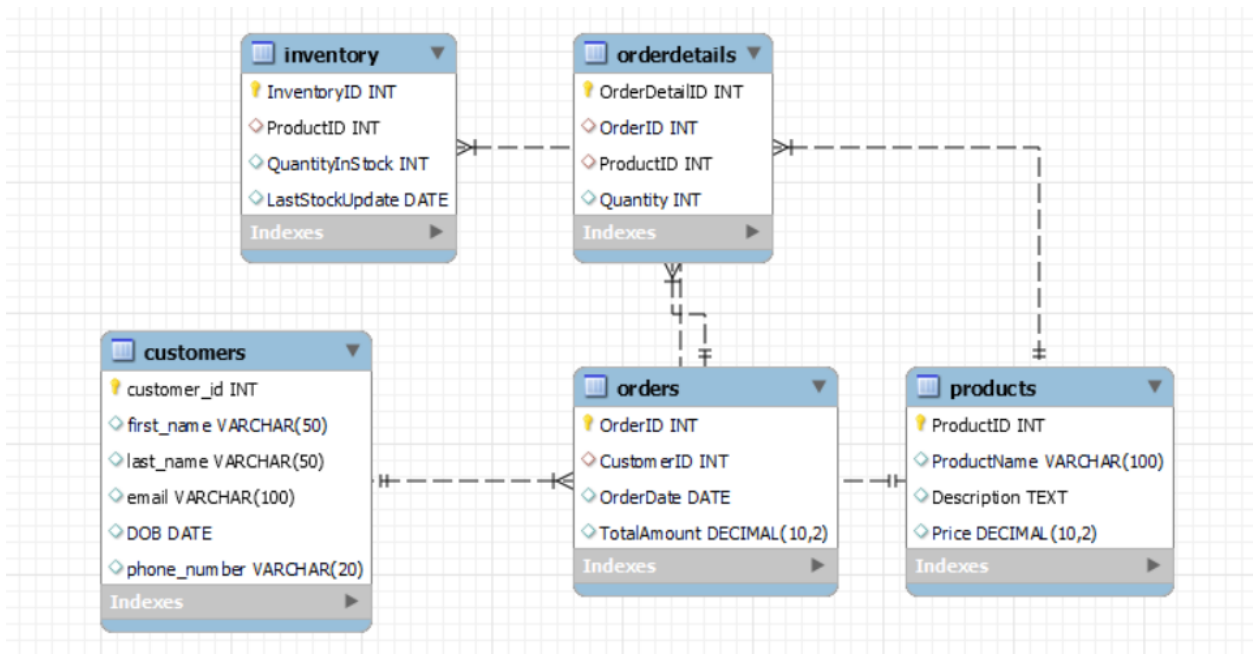 inventory
InventoryID INT
ProductID INT
QuantityInStock INT
LastStockUpdate DATE
Indexes
orderdetails
OrderDetailID INT
OrderID INT
ProductID INT
Quantity INT
Indexes
customers
customer_id INT
first_name VARCHAR(50)
last_name VARCHAR(50)
email VARCHAR(100)
DOB DATE
phone_number VARCHAR(20)
Indexes
orders
OrderID INT
CustomerID INT
OrderDate DATE
TotalAmount DECIMAL(10,2)
Indexes
products
ProductID INT
ProductName VARCHAR(100)
Description TEXT
Price DECIMAL(10,2)
Indexes